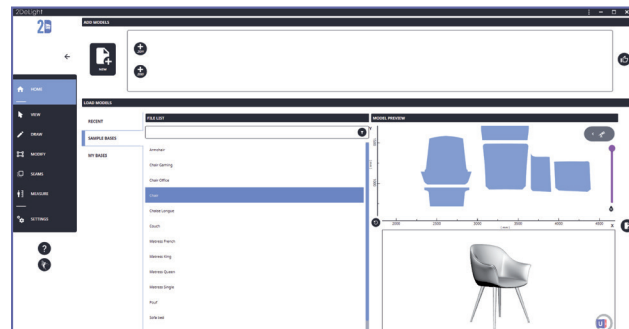 2Deslight
2D
ADD MODELS
NEW
HOME
VIEW
DRAW
MODIFY
SEAMS
MEASURE
SETTINGS
?
LOAD MODELS
RECENT
SAMPLE BASES
MY BASES
FILE LIST
Armchair
Chair Gaming
Chair Office
Chair
Chaise Longue
Couch
Matress French
Matress King
Matress Queen
Matress Single
Pouf
Sofa bed
MODEL PREVIEW
Y
2000
2500
3000
3500
4000
4500
X